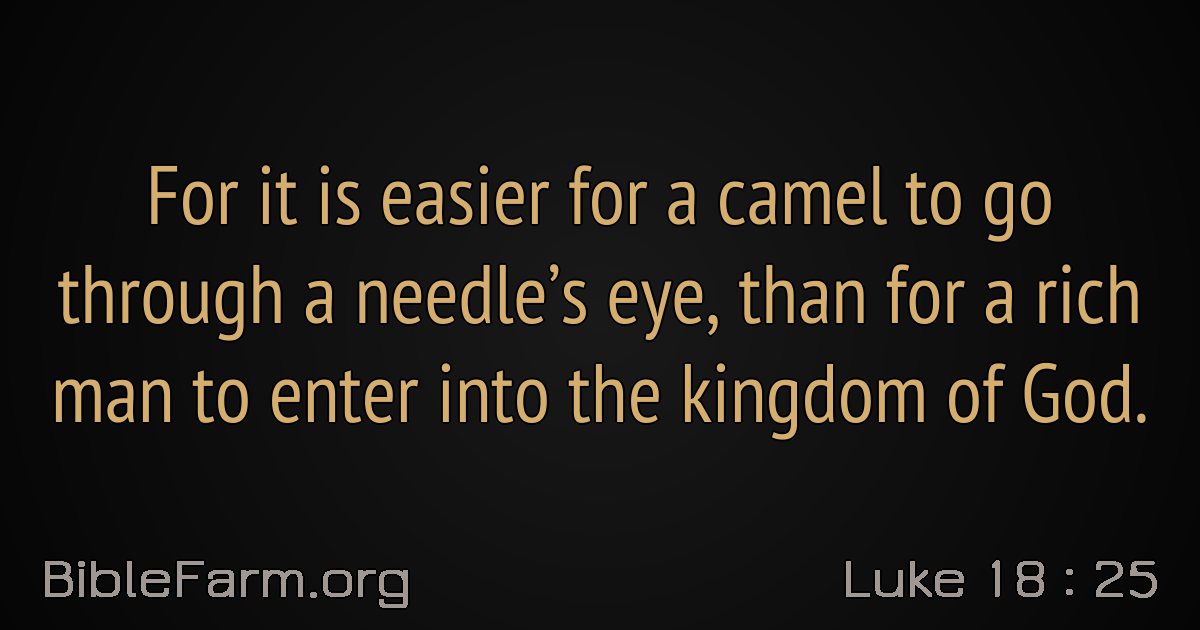 For it is easier for a camel to go
through a needle’s eye, than for a rich
man to enter into the kingdom of God.
BibleFarm.org
Luke 18 : 25